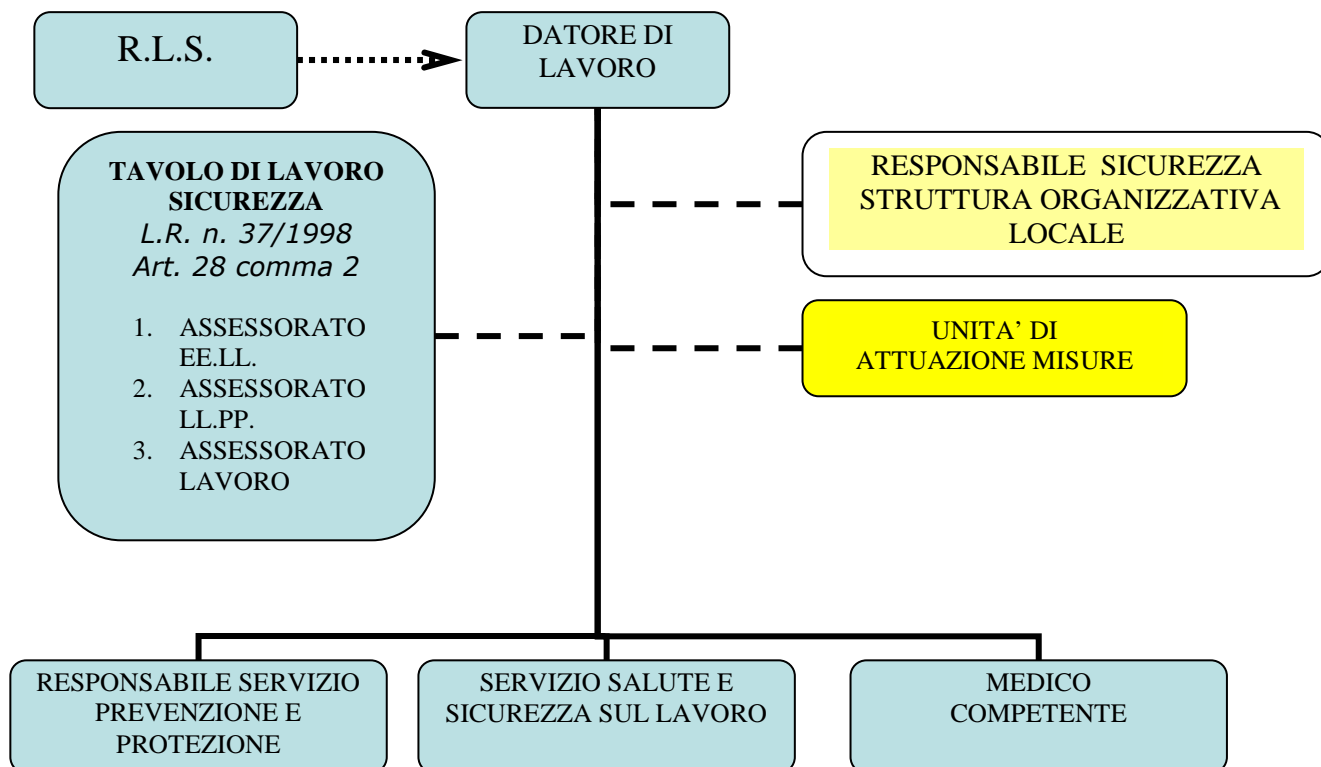 R.L.S.
DATORE DI
LAVORO
TAVOLO DI LAVORO
SICUREZZA
L.R. n. 37/1998
Art. 28 comma 2
1. ASSESSORATO
EE.LL.
2. ASSESSORATO
LL.PP.
3. ASSESSORATO
LAVORO
RESPONSABILE SICUREZZA
STRUTTURA ORGANIZZATIVA
LOCALE
UNITA’ DI
ATTUAZIONE MISURE
RESPONSABILE SERVIZIO
PREVENZIONE E
PROTEZIONE
SERVIZIO SALUTE E
SICUREZZA SUL LAVORO
MEDICO
COMPETENTE